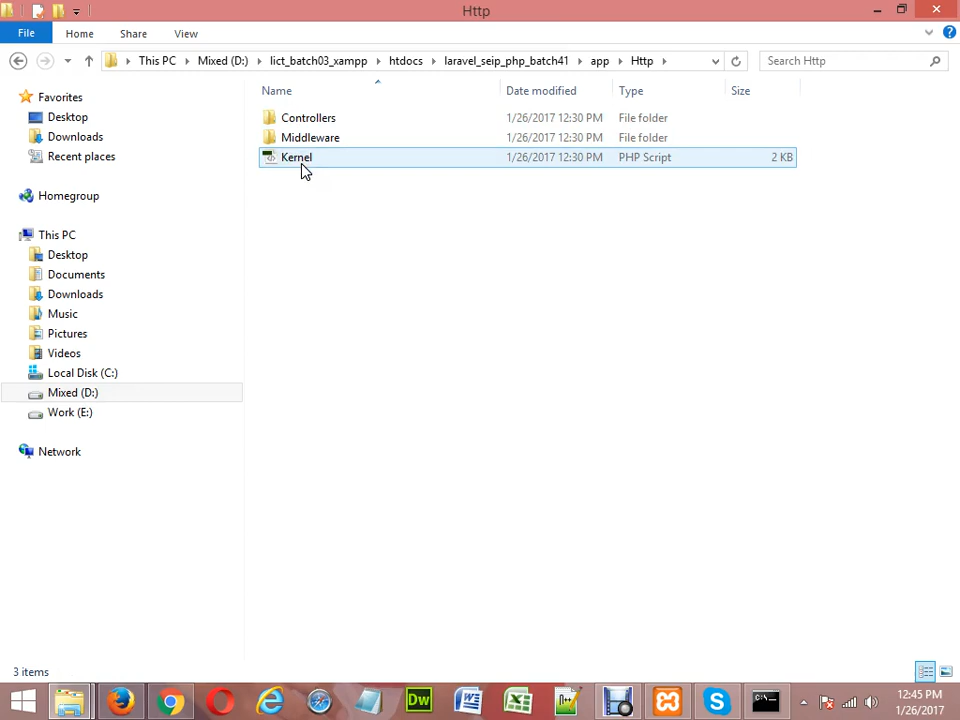 Http
File Home Share View
This PC Mixed (D:) lict_batch03_xampp htdocs laravel_seip_php_batch41 app Http Search Http
Name Date modified Type Size
Favorites
Desktop
Downloads
Recent places
Homegroup
This PC
Desktop
Documents
Downloads
Music
Pictures
Videos
Local Disk (C:)
Mixed (D:)
Work (E:)
Network
Controllers 1/26/2017 12:30 PM File folder
Middleware 1/26/2017 12:30 PM File folder
Kernel 1/26/2017 12:30 PM PHP Script 2 KB
3 items
Dw
12:45 PM
1/26/2017